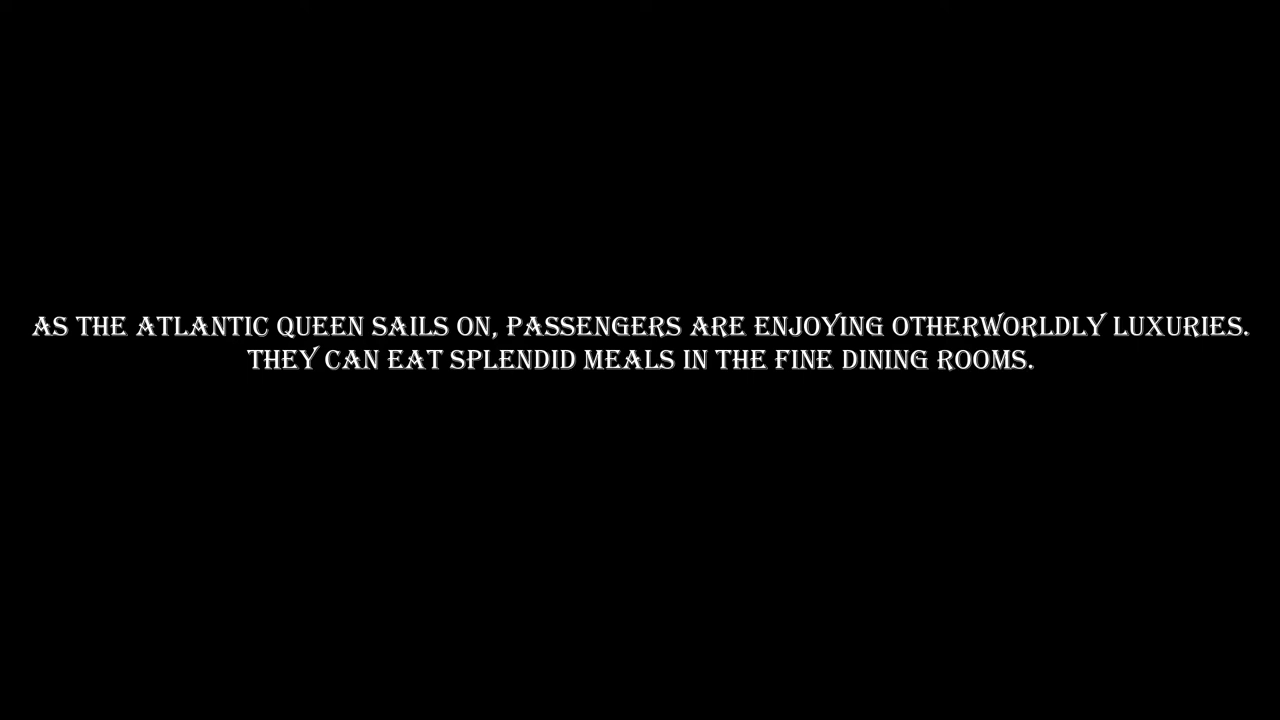 AS THE ATLANTIC QUEEN SAILS ON, PASSENGERS ARE ENJOYING OTHERWORLDLY LUXURIES.
THEY CAN EAT SPLENDID MEALS IN THE FINE DINING ROOMS.